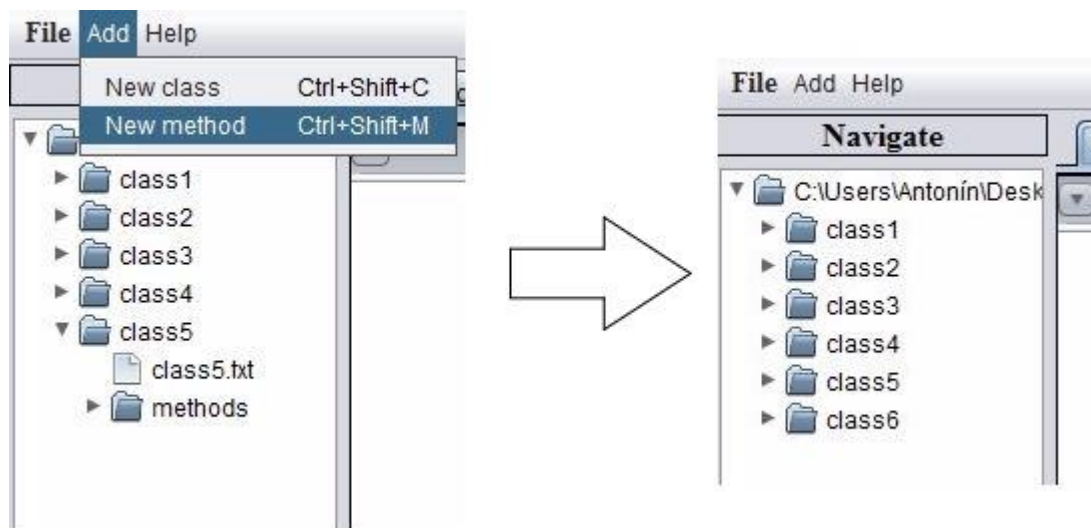 File Add Help
New class Ctrl+Shift+C
New method Ctrl+Shift+M
class1
class2
class3
class4
class5
class5.txt
methods
File Add Help
Navigate
C:\Users\Antonín\Desk
class1
class2
class3
class4
class5
class6